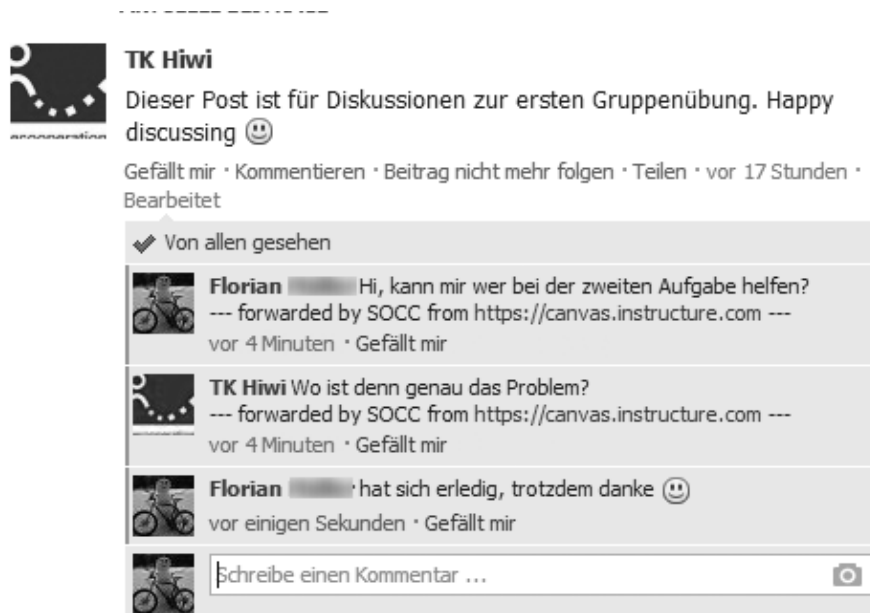 TK Hiwi
Dieser Post ist für Diskussionen zur ersten Gruppenübung. Happy
discussing
Gefällt mir · Kommentieren · Beitrag nicht mehr folgen · Teilen · vor 17 Stunden ·
Bearbeitet
Von allen gesehen
Florian Hi, kann mir wer bei der zweiten Aufgabe helfen?
--- forwarded by SOCC from https://canvas.instructure.com ---
vor 4 Minuten · Gefällt mir
TK Hiwi Wo ist denn genau das Problem?
--- forwarded by SOCC from https://canvas.instructure.com ---
vor 4 Minuten · Gefällt mir
Florian hat sich erledig, trotzdem danke
vor einigen Sekunden · Gefällt mir
Schreibe einen Kommentar ...